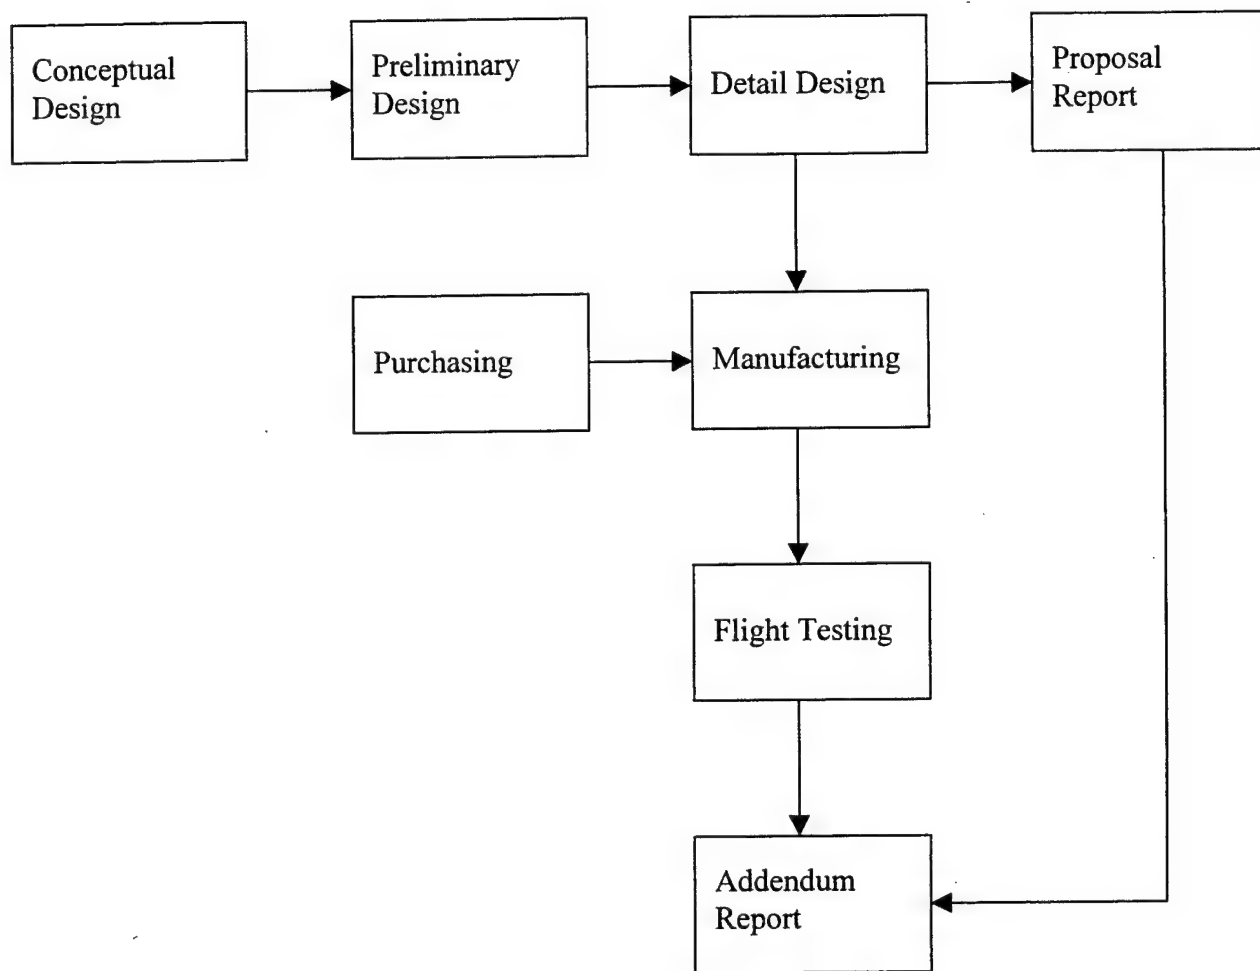 Conceptual
Design
Preliminary
Design
Detail Design
Proposal
Report
Purchasing
Manufacturing
Flight Testing
Addendum
Report